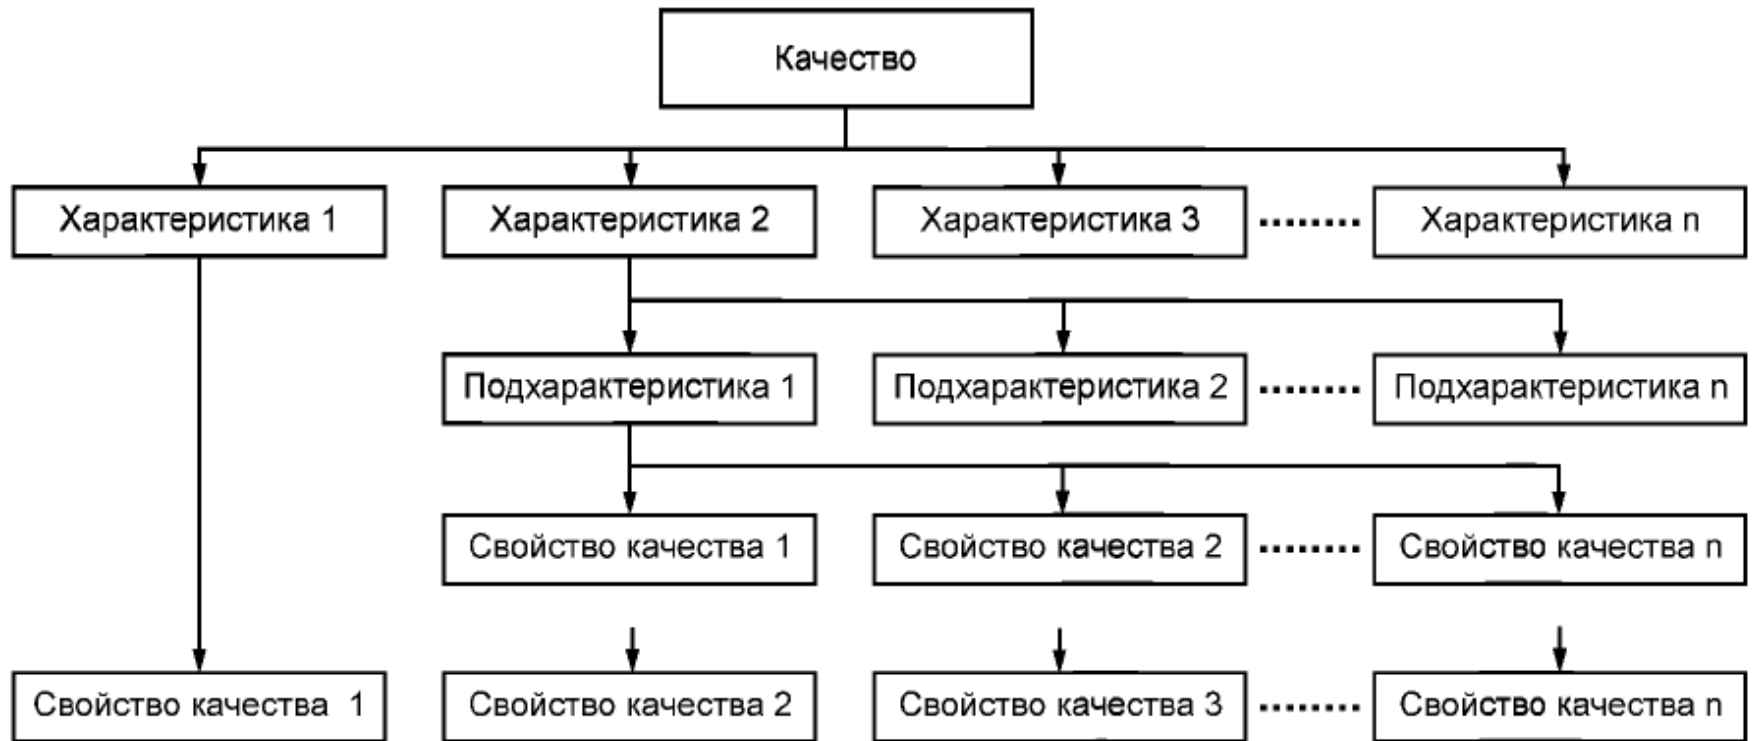 Качество
Характеристика 1
Характеристика 2
Характеристика 3
Характеристика n
Подхарактеристика 1
Подхарактеристика 2
Подхарактеристика n
Свойство качества 1
Свойство качества 2
Свойство качества n
Свойство качества 1
Свойство качества 2
Свойство качества 3
Свойство качества n